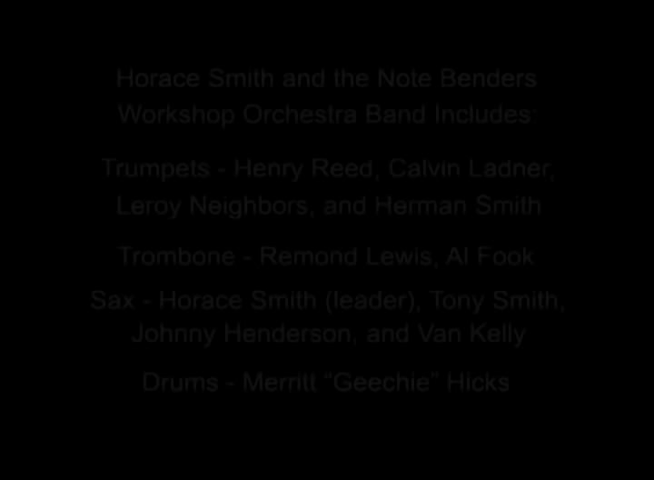 Horace Smith and the Note Benders
Workshop Orchestra Band Includes:
Trumpets - Henry Reed, Calvin Ladner,
Leroy Neighbors, and Herman Smith
Trombone - Remond Lewis, Al Fook
Sax - Horace Smith (leader), Tony Smith,
Johnny Henderson, and Van Kelly
Drums - Merritt "Geechie" Hicks